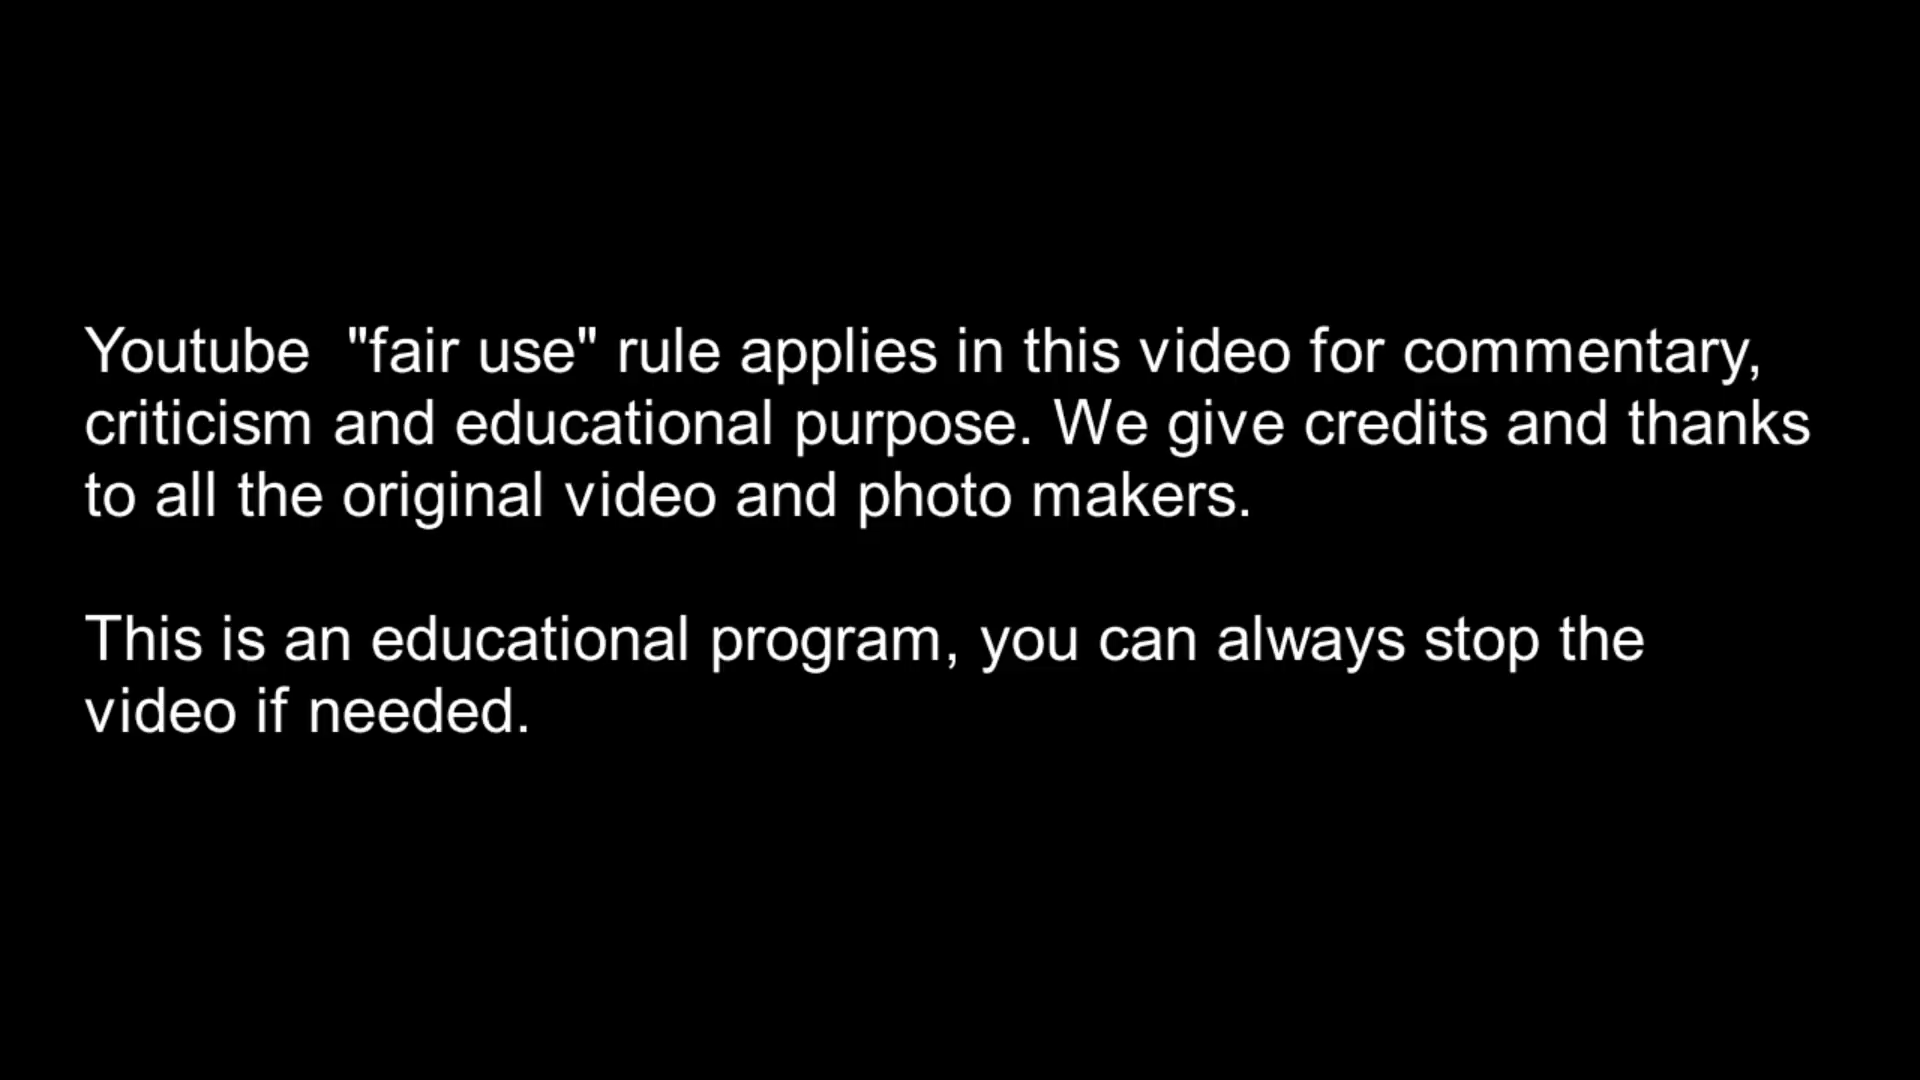 Youtube  "fair use" rule applies in this video for commentary,
criticism and educational purpose. We give credits and thanks
to all the original video and photo makers.
This is an educational program, you can always stop the
video if needed.